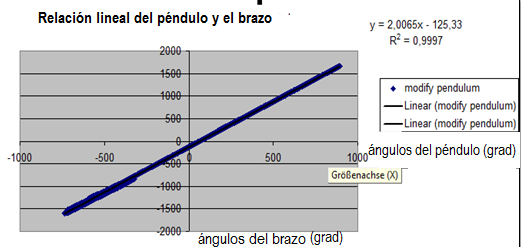 Relación lineal del péndulo y el brazo
y = 2,0065x - 125,33
R² = 0,9997
2000
1500
1000
500
0
-1000 -500 0 500 1000
-500
-1000
-1500
-2000
modify pendulum
Linear (modify pendulum)
Linear (modify pendulum)
ángulos del péndulo (grad)
Größenachse (X)
ángulos del brazo (grad)